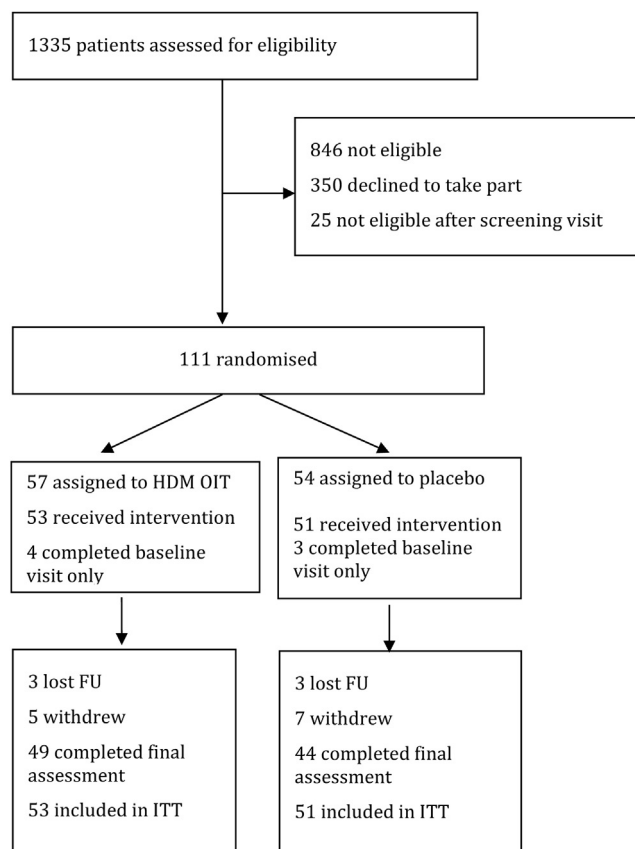 1335 patients assessed for eligibility
846 not eligible
350 declined to take part
25 not eligible after screening visit
111 randomised
57 assigned to HDM OIT
53 received intervention
4 completed baseline
visit only
54 assigned to placebo
51 received intervention
3 completed baseline
visit only
3 lost FU
5 withdrew
49 completed final
assessment
53 included in ITT
3 lost FU
7 withdrew
44 completed final
assessment
51 included in ITT